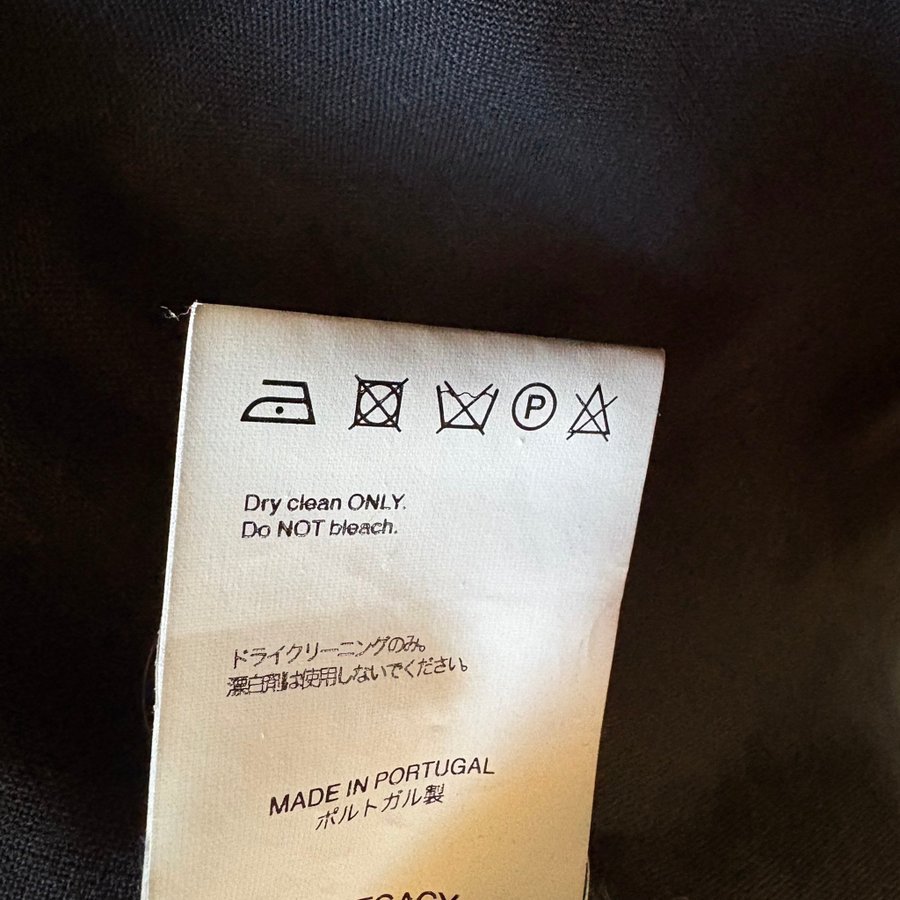 P
Dry clean ONLY.
Do NOT bleach.
ドライクリーニングのみ。
漂白剤は使用しないでください。
MADE IN PORTUGAL
ポルトガル製